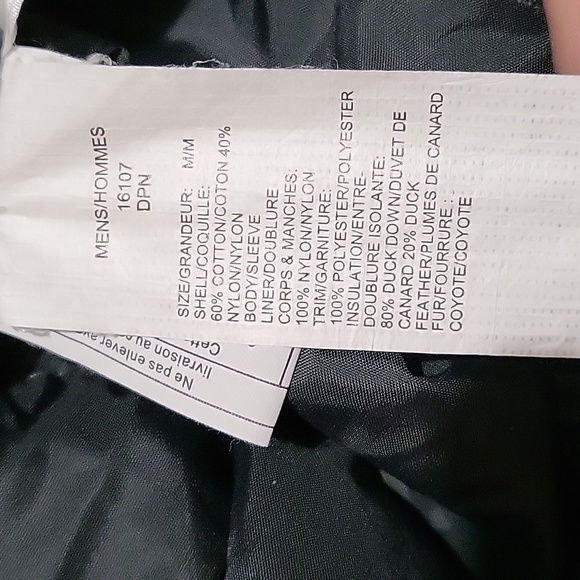 MENS/HOMMES
16107
DPN
SIZE/GRANDEUR: M/M
SHELL/COQUILLE:
60% COTTON/COTON 40%
NYLON/NYLON
BODY/SLEEVE
LINER/DOUBLURE
CORPS & MANCHES:
100% NYLON/NYLON
TRIM/GARNITURE:
100% POLYESTER/POLYESTER
INSULATION/ENTRE-
DOUBLURE ISOLANTE:
80% DUCK DOWN/DUVET DE
CANARD 20% DUCK
FEATHER/PLUMES DE CANARD
FUR/FOURRURE :
COYOTE/COYOTE
Ne pas enlever
livraison au